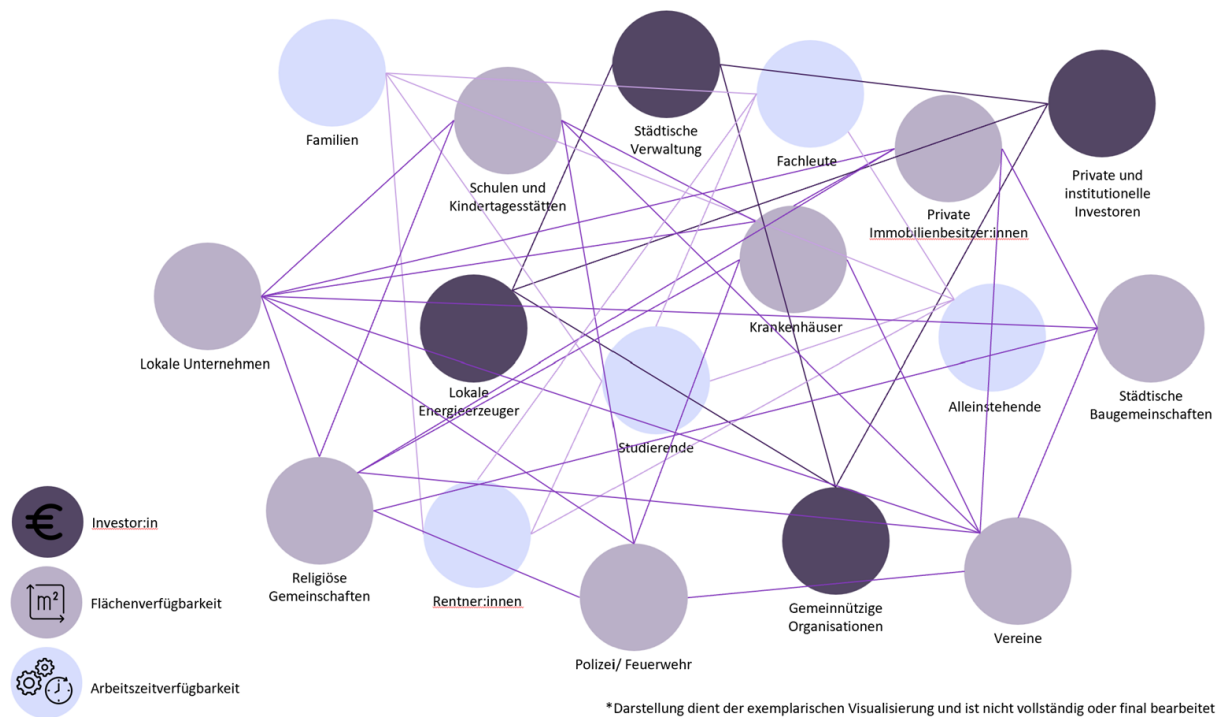 Familien
Schulen und
Kindertagesstätten
Städtische
Verwaltung
Fachleute
Private
Immobilienbesitzer:innen
Private und
institutionelle
Investoren
Lokale Unternehmen
Lokale
Energieerzeuger
Studierende
Krankenhäuser
Alleinstehende
Städtische
Baugemeinschaften
Religiöse
Gemeinschaften
Rentner:innen
Polizei/ Feuerwehr
Gemeinnützige
Organisationen
Vereine
€
Investor:in
m²
Flächenverfügbarkeit
Arbeitszeitverfügbarkeit
*Darstellung dient der exemplarischen Visualisierung und ist nicht vollständig oder final bearbeitet